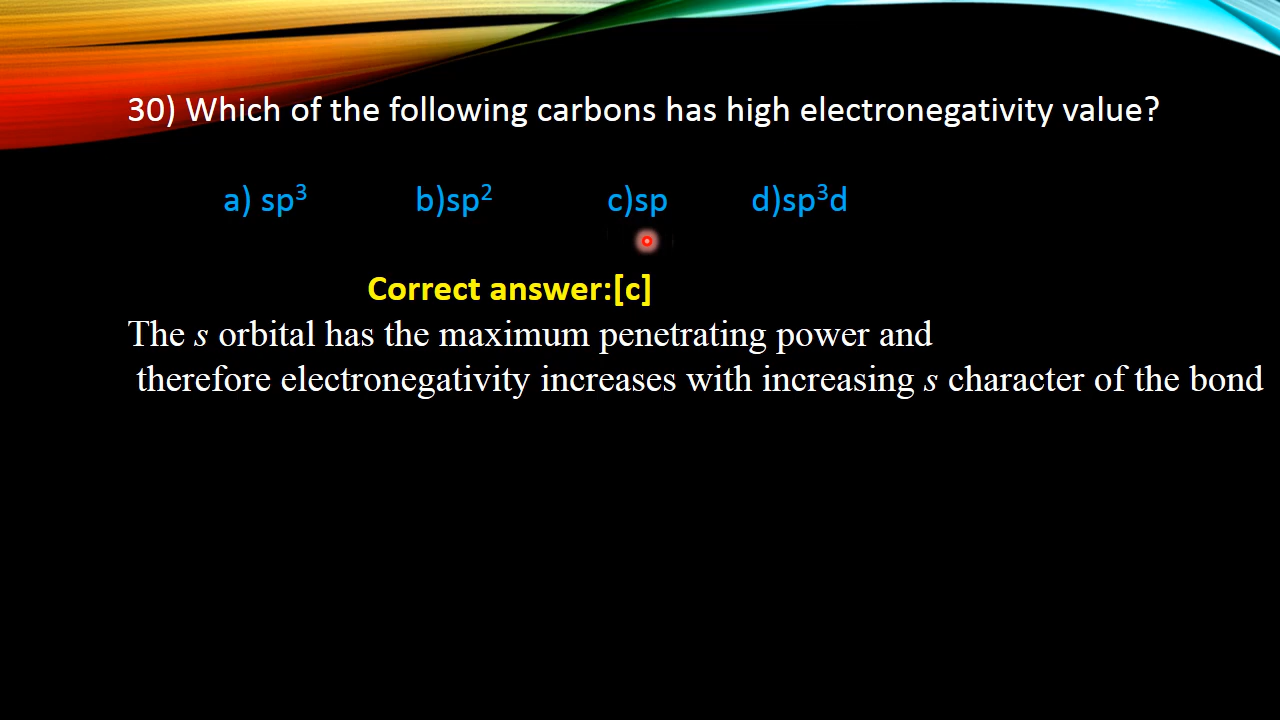 30) Which of the following carbons has high electronegativity value?
a) sp³ b)sp² c)sp d)sp³d
Correct answer:[c]
The s orbital has the maximum penetrating power and
therefore electronegativity increases with increasing s character of the bond